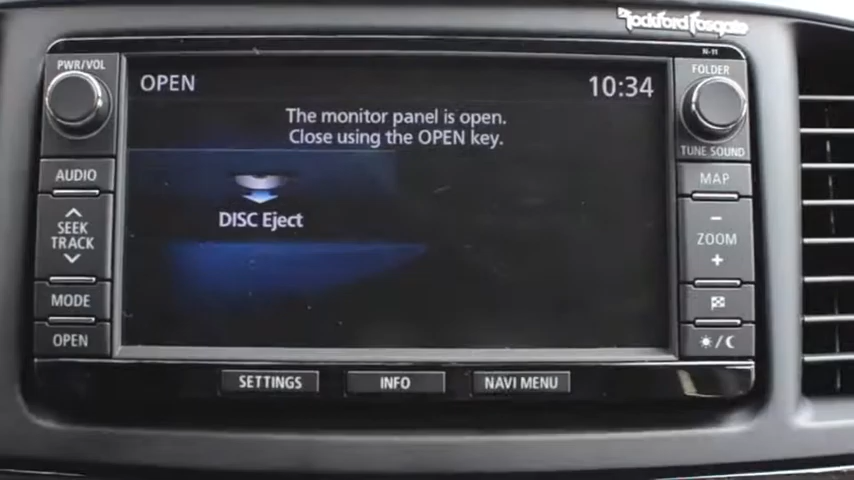 Rockford Fosgate
N-11
PWR/VOL
FOLDER
OPEN
10:34
The monitor panel is open.
Close using the OPEN key.
TUNE SOUND
AUDIO
MAP
DISC Eject
SEEK
TRACK
−
ZOOM
+
MODE
OPEN
SETTINGS
INFO
NAVI MENU